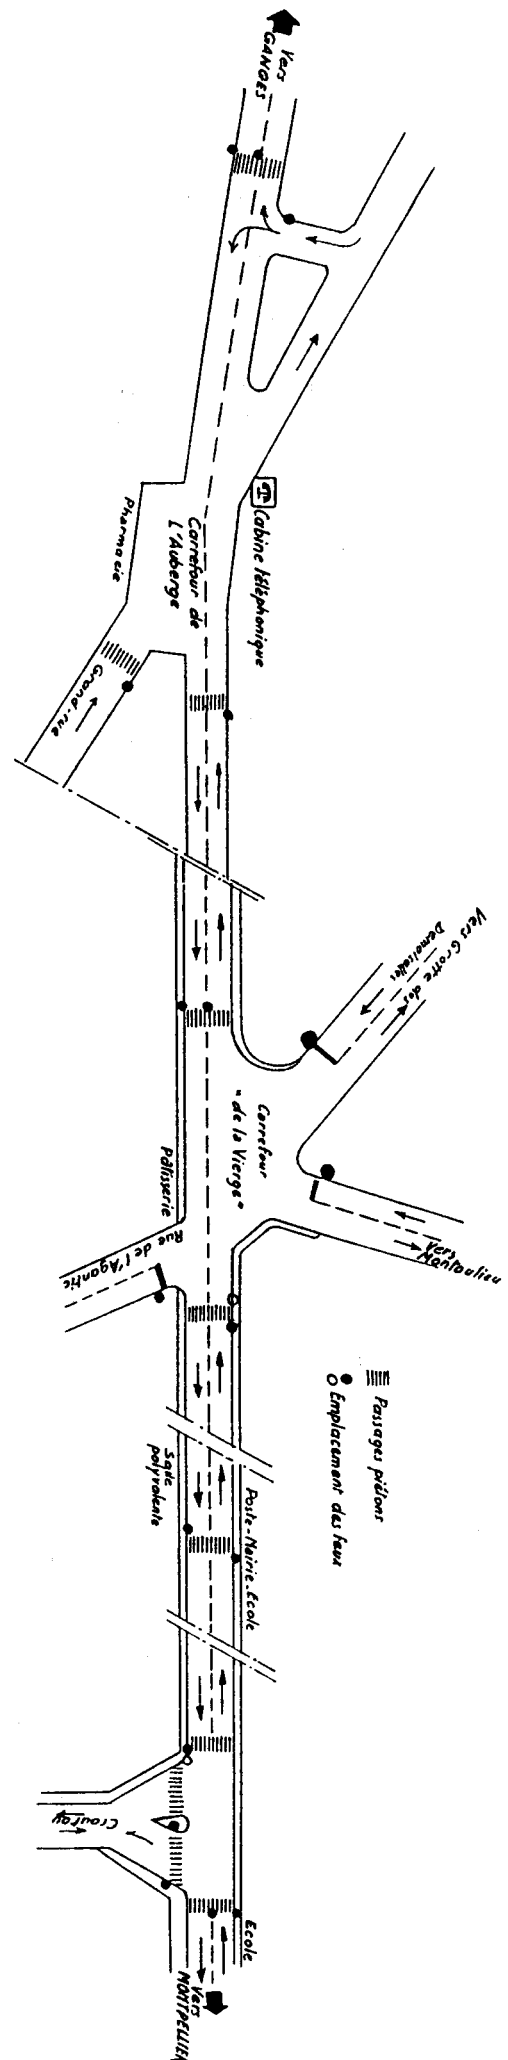 Vers
GANGES
Cabine téléphonique
Carrefour de
L'Auberge
Pharmacie
Grand-rue
Vers Grotte des
Demoiselles
Carrefour
"de la Vierge"
Pâtisserie
Rue de l'Agantic
Vers
Montoulieu
Passages piétons
Emplacement des feux
Salle
polyvalente
Poste-Mairie-Ecole
Ecole
Vers
MONTPELLIER